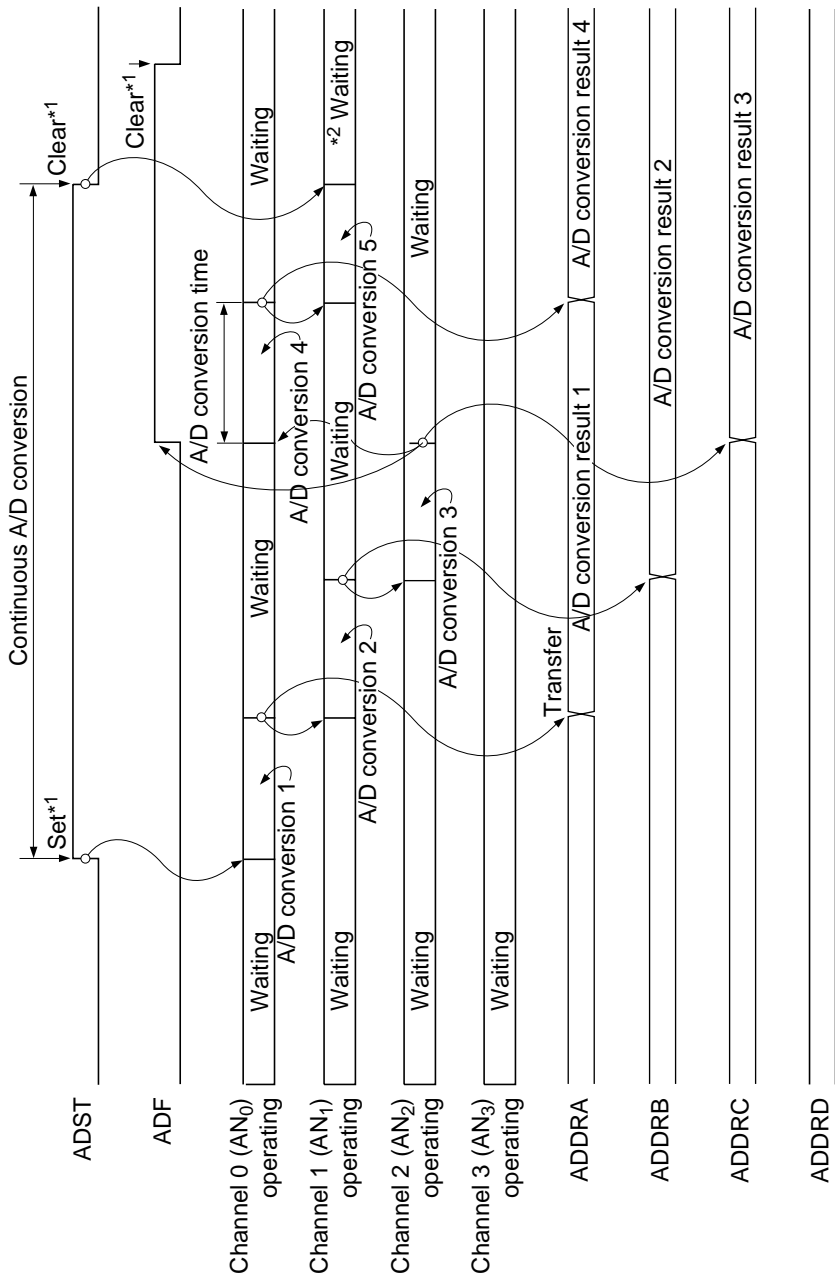 Continuous A/D conversion
Set*1
Clear*1
ADST
Clear*1
ADF
A/D conversion time
Channel 0 (AN0)
operating
Waiting
A/D conversion 1
Waiting
A/D conversion 4
Waiting
Channel 1 (AN1)
operating
Waiting
A/D conversion 2
Waiting
A/D conversion 5
*2 Waiting
Channel 2 (AN2)
operating
Waiting
A/D conversion 3
Waiting
Channel 3 (AN3)
operating
Waiting
Transfer
ADDRA
A/D conversion result 1
A/D conversion result 4
ADDRB
A/D conversion result 2
ADDRC
A/D conversion result 3
ADDRD